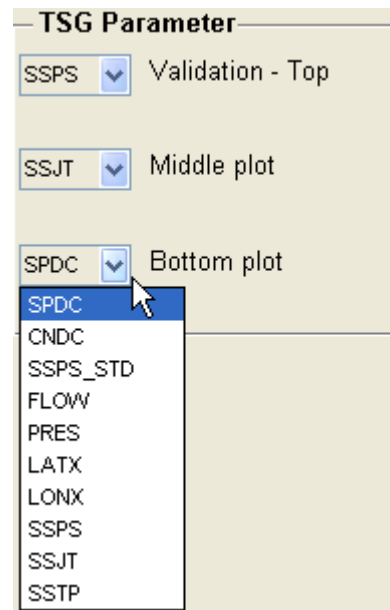 TSG Parameter
SSPS Validation - Top
SSJT Middle plot
SPDC Bottom plot
SPDC
CNDC
SSPS_STD
FLOW
PRES
LATX
LONX
SSPS
SSJT
SSTP